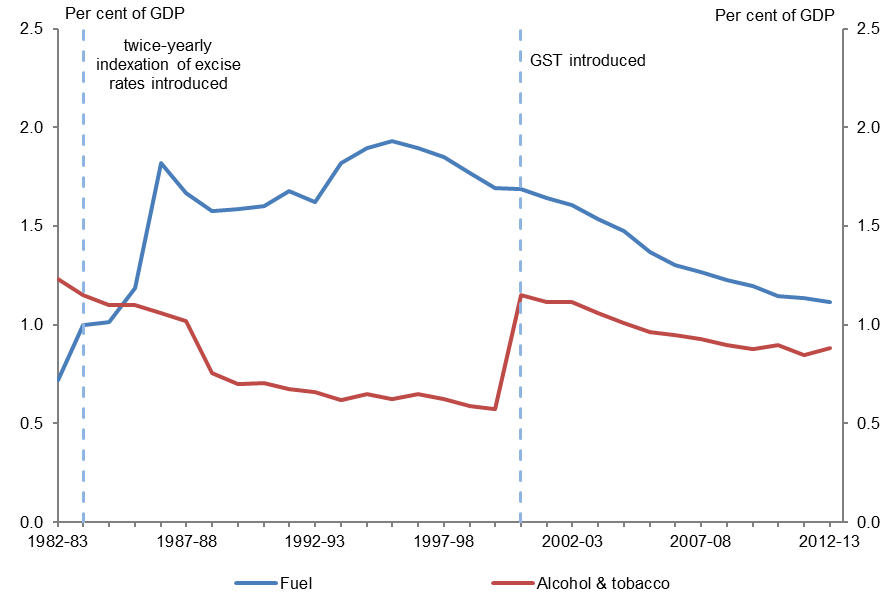 Per cent of GDP
Per cent of GDP
2.5
2.5
twice-yearly
indexation of excise
rates introduced
GST introduced
2.0
2.0
1.5
1.5
1.0
1.0
0.5
0.5
0.0
0.0
1982-83 1987-88 1992-93 1997-98 2002-03 2007-08 2012-13
Fuel Alcohol & tobacco